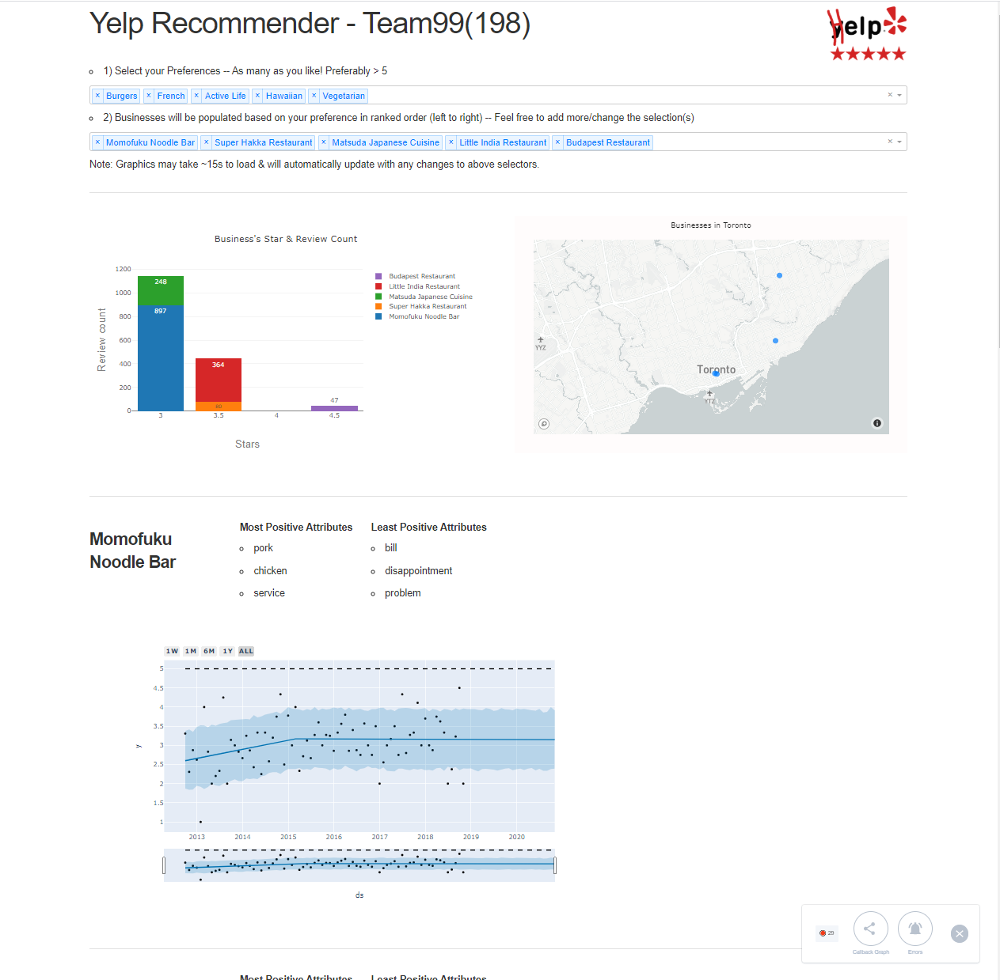 Yelp Recommender - Team99(198)
yelp
1) Select your Preferences -- As many as you like! Preferably > 5
× Burgers × French × Active Life × Hawaiian × Vegetarian
2) Businesses will be populated based on your preference in ranked order (left to right) -- Feel free to add more/change the selection(s)
× Momofuku Noodle Bar × Super Hakka Restaurant × Matsuda Japanese Cuisine × Little India Restaurant × Budapest Restaurant
Note: Graphics may take ~15s to load & will automatically update with any changes to above selectors.
Business's Star & Review Count
Review count
1200
1000
800
600
400
200
0
248
897
364
60
47
3 3.5 4 4.5
Stars
Budapest Restaurant
Little India Restaurant
Matsuda Japanese Cuisine
Super Hakka Restaurant
Momofuku Noodle Bar
Businesses in Toronto
YYZ
Toronto
YTZ
Momofuku
Noodle Bar
Most Positive Attributes
pork
chicken
service
Least Positive Attributes
bill
disappointment
problem
1W 1M 6M 1Y ALL
5
4.5
4
3.5
3
2.5
2
1.5
1
y
2013 2014 2015 2016 2017 2018 2019 2020
ds
29
Callback Graph
Errors
Most Positive Attributes Least Positive Attributes